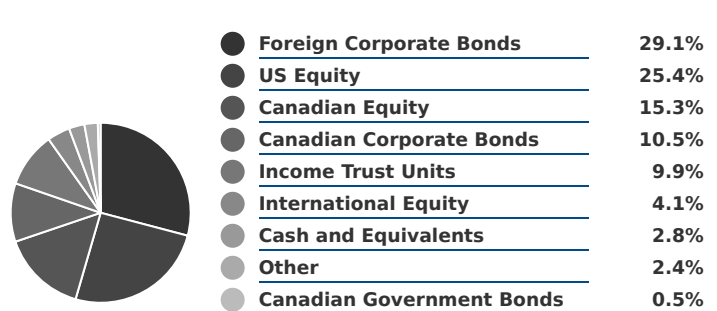 Foreign Corporate Bonds 29.1%
US Equity 25.4%
Canadian Equity 15.3%
Canadian Corporate Bonds 10.5%
Income Trust Units 9.9%
International Equity 4.1%
Cash and Equivalents 2.8%
Other 2.4%
Canadian Government Bonds 0.5%